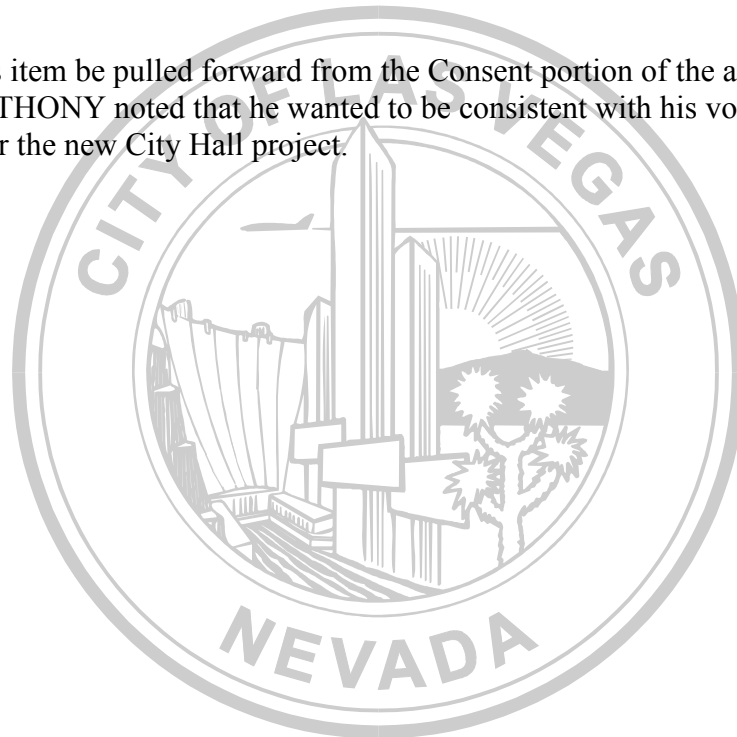 item be pulled forward from the Consent portion of the a
THONY noted that he wanted to be consistent with his vo
the new City Hall project.
CITY OF LAS VEGAS
NEVADA